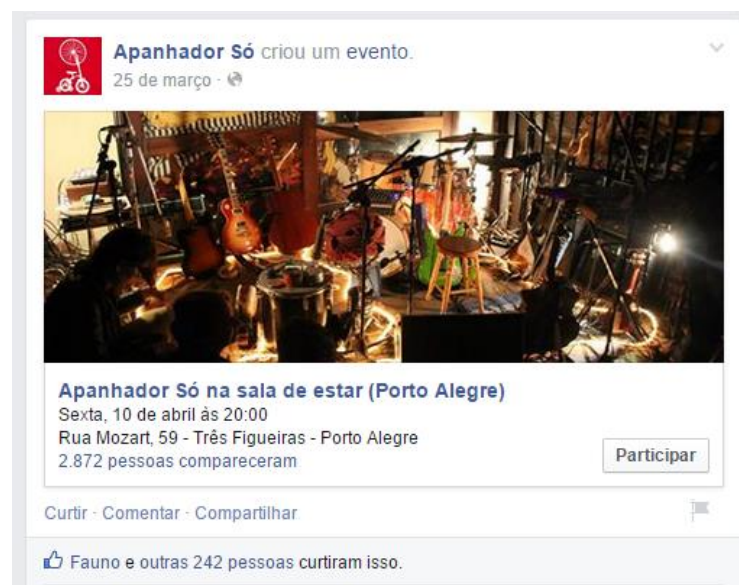 Apanhador Só criou um evento.
25 de março ·
Apanhador Só na sala de estar (Porto Alegre)
Sexta, 10 de abril às 20:00
Rua Mozart, 59 - Três Figueiras - Porto Alegre
2.872 pessoas compareceram
Participar
Curtir · Comentar · Compartilhar
Fauno e outras 242 pessoas curtiram isso.